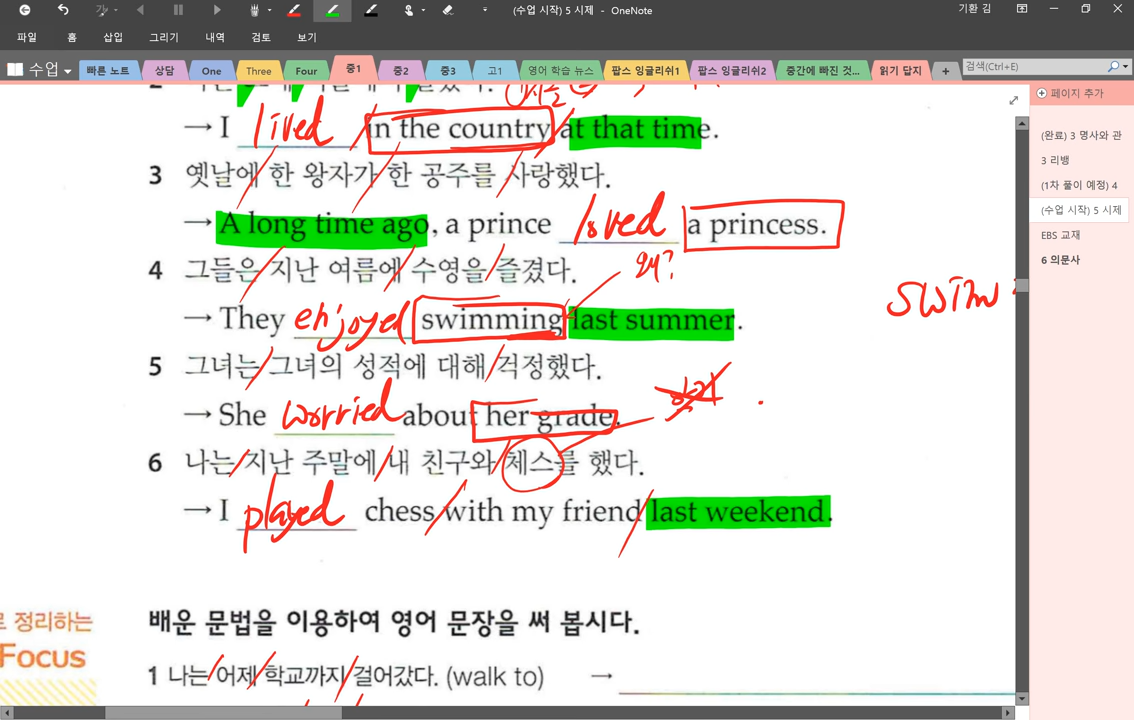 (수업 시작) 5 시제 - OneNote
기환 김
파일 홈 삽입 그리기 내역 검토 보기
수업 빠른 노트 상담 One Three Four 중1 중2 중3 고1 영어 학습 뉴스 팝스 잉글리쉬1 팝스 잉글리쉬2 중간에 빠진 것... 읽기 답지 + 검색(Ctrl+E)
페이지 추가
(완료) 3 명사와 관
3 리뱅
(1차 풀이 예정) 4
(수업 시작) 5 시제
EBS 교재
6 의문사
→ I lived in the country at that time.
3 옛날에 한 왕자가 한 공주를 사랑했다.
→ A long time ago, a prince loved a princess.
4 그들은 지난 여름에 수영을 즐겼다.
→ They enjoyed swimming last summer.
swim
5 그녀는 그녀의 성적에 대해 걱정했다.
→ She worried about her grade.
6 나는 지난 주말에 내 친구와 체스를 했다.
→ I played chess with my friend last weekend.
로 정리하는
Focus
배운 문법을 이용하여 영어 문장을 써 봅시다.
1 나는 어제 학교까지 걸어갔다. (walk to) →